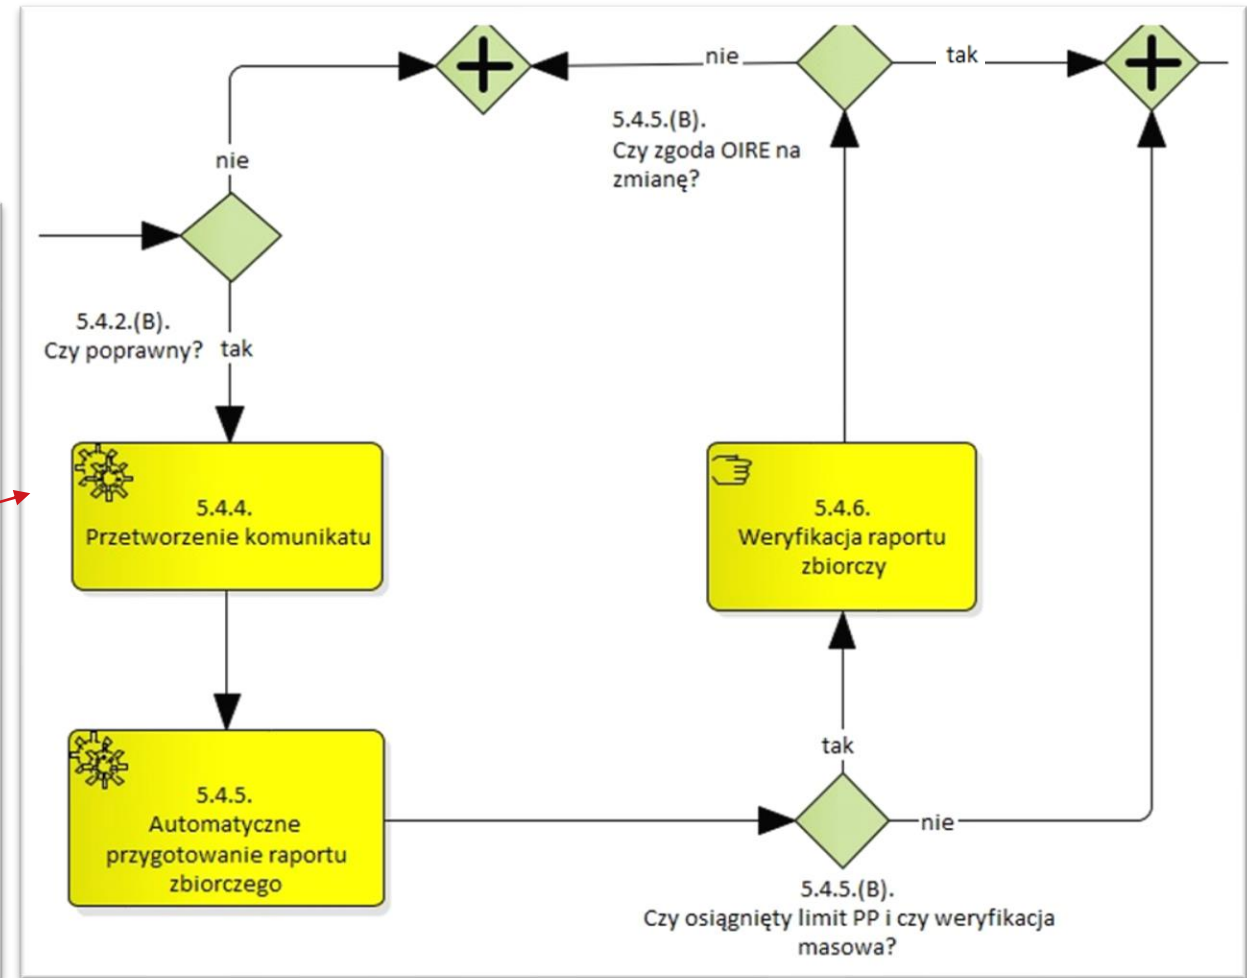 nie
tak
5.4.5.(B).
Czy zgoda OIRE na
zmianę?
nie
5.4.2.(B).
Czy poprawny?
tak
5.4.4.
Przetworzenie komunikatu
5.4.6.
Weryfikacja raportu
zbiorczy
tak
5.4.5.
Automatyczne
przygotowanie raportu
zbiorczego
nie
5.4.5.(B).
Czy osiągnięty limit PP i czy weryfikacja
masowa?